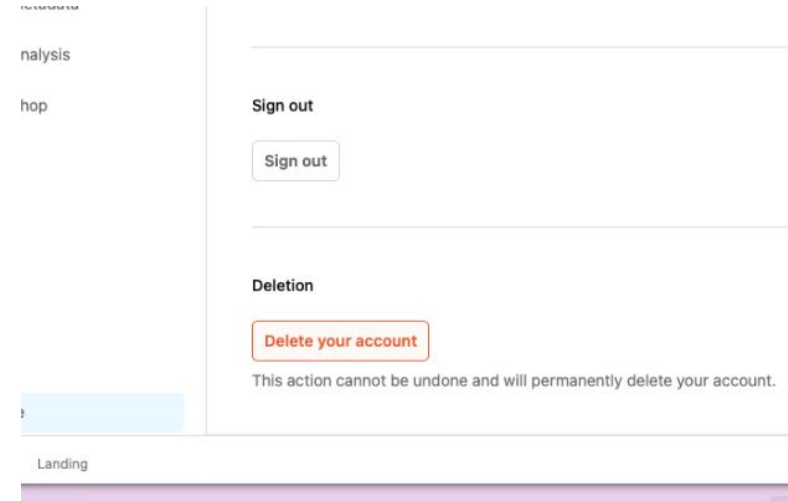 nalysis
hop
Sign out
Sign out
Deletion
Delete your account
This action cannot be undone and will permanently delete your account.
e
Landing